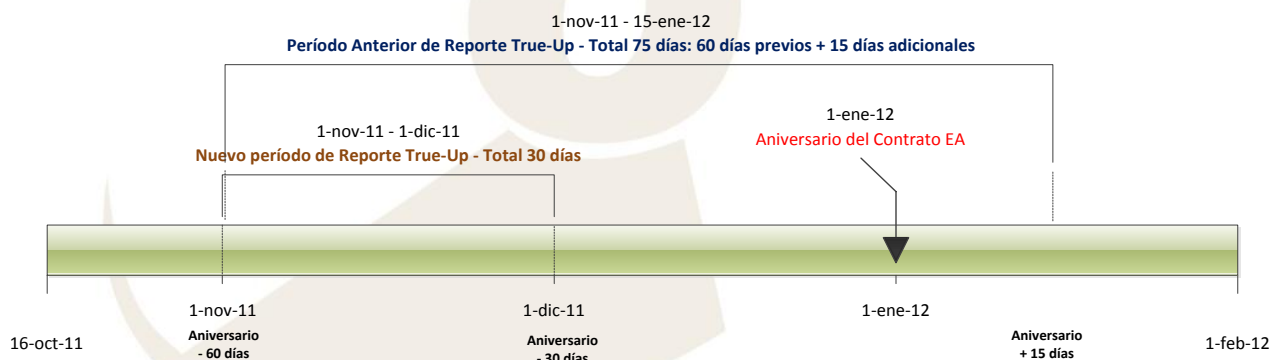 1-nov-11 - 15-ene-12
Período Anterior de Reporte True-Up - Total 75 días: 60 días previos + 15 días adicionales
1-ene-12
Aniversario del Contrato EA
1-nov-11 - 1-dic-11
Nuevo período de Reporte True-Up - Total 30 días
1-nov-11
1-dic-11
1-ene-12
16-oct-11
Aniversario
- 60 días
Aniversario
- 30 días
Aniversario
+ 15 días
1-feb-12